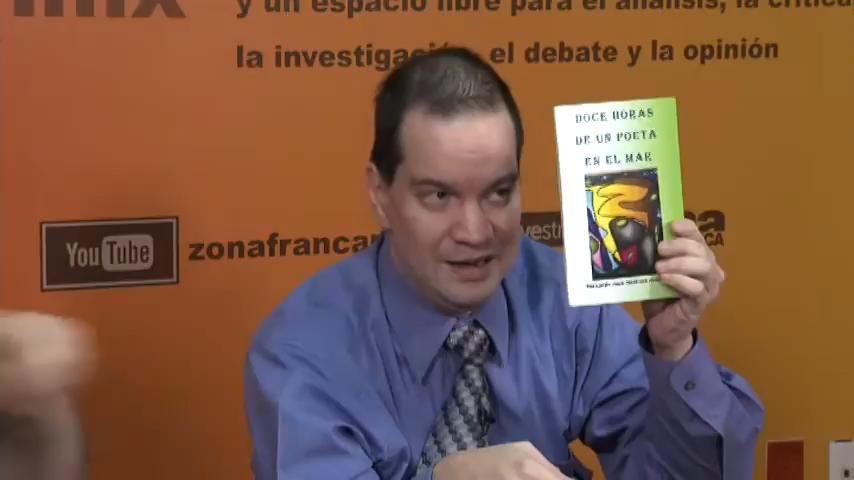 y un espacio libre para el análisis, la crítica
la investigación, el debate y la opinión
DOCE HORAS
DE UN POETA
EN EL MAR
YouTube
zonafranca